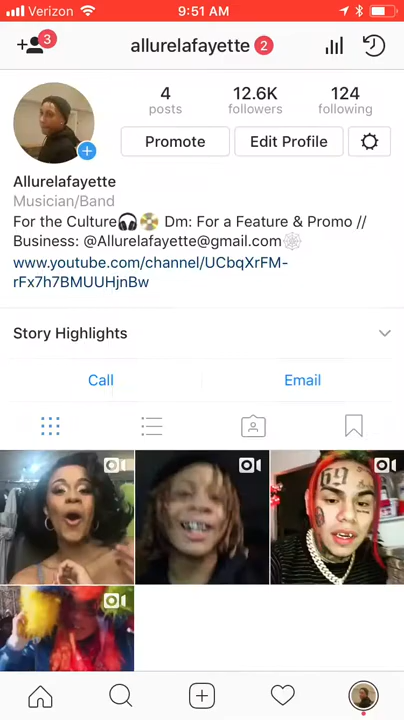 Verizon 9:51 AM
3 allurelafayette 2
4 12.6K 124
posts followers following
Promote Edit Profile
Allurelafayette
Musician/Band
For the Culture🎧📀 Dm: For a Feature & Promo //
Business: @Allurelafayette@gmail.com🕸
www.youtube.com/channel/UCbqXrFM-
rFx7h7BMUUHjnBw
Story Highlights
Call Email
69